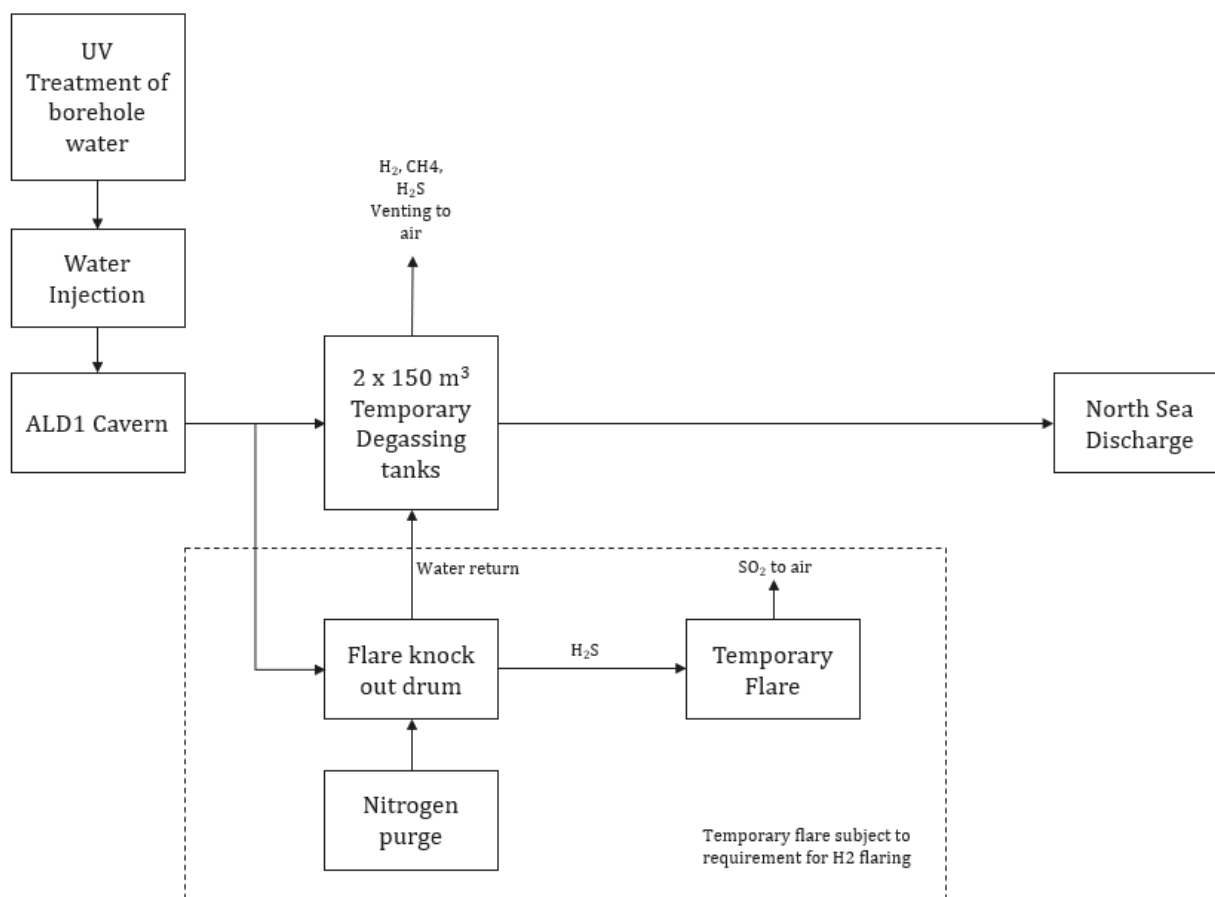 UV
Treatment of
borehole
water
H₂, CH4,
H₂S
Venting to
air
Water
Injection
2 x 150 m³
Temporary
Degassing
tanks
ALD1 Cavern
North Sea
Discharge
Water return
SO₂ to air
Flare knock
out drum
H₂S
Temporary
Flare
Nitrogen
purge
Temporary flare subject to
requirement for H2 flaring